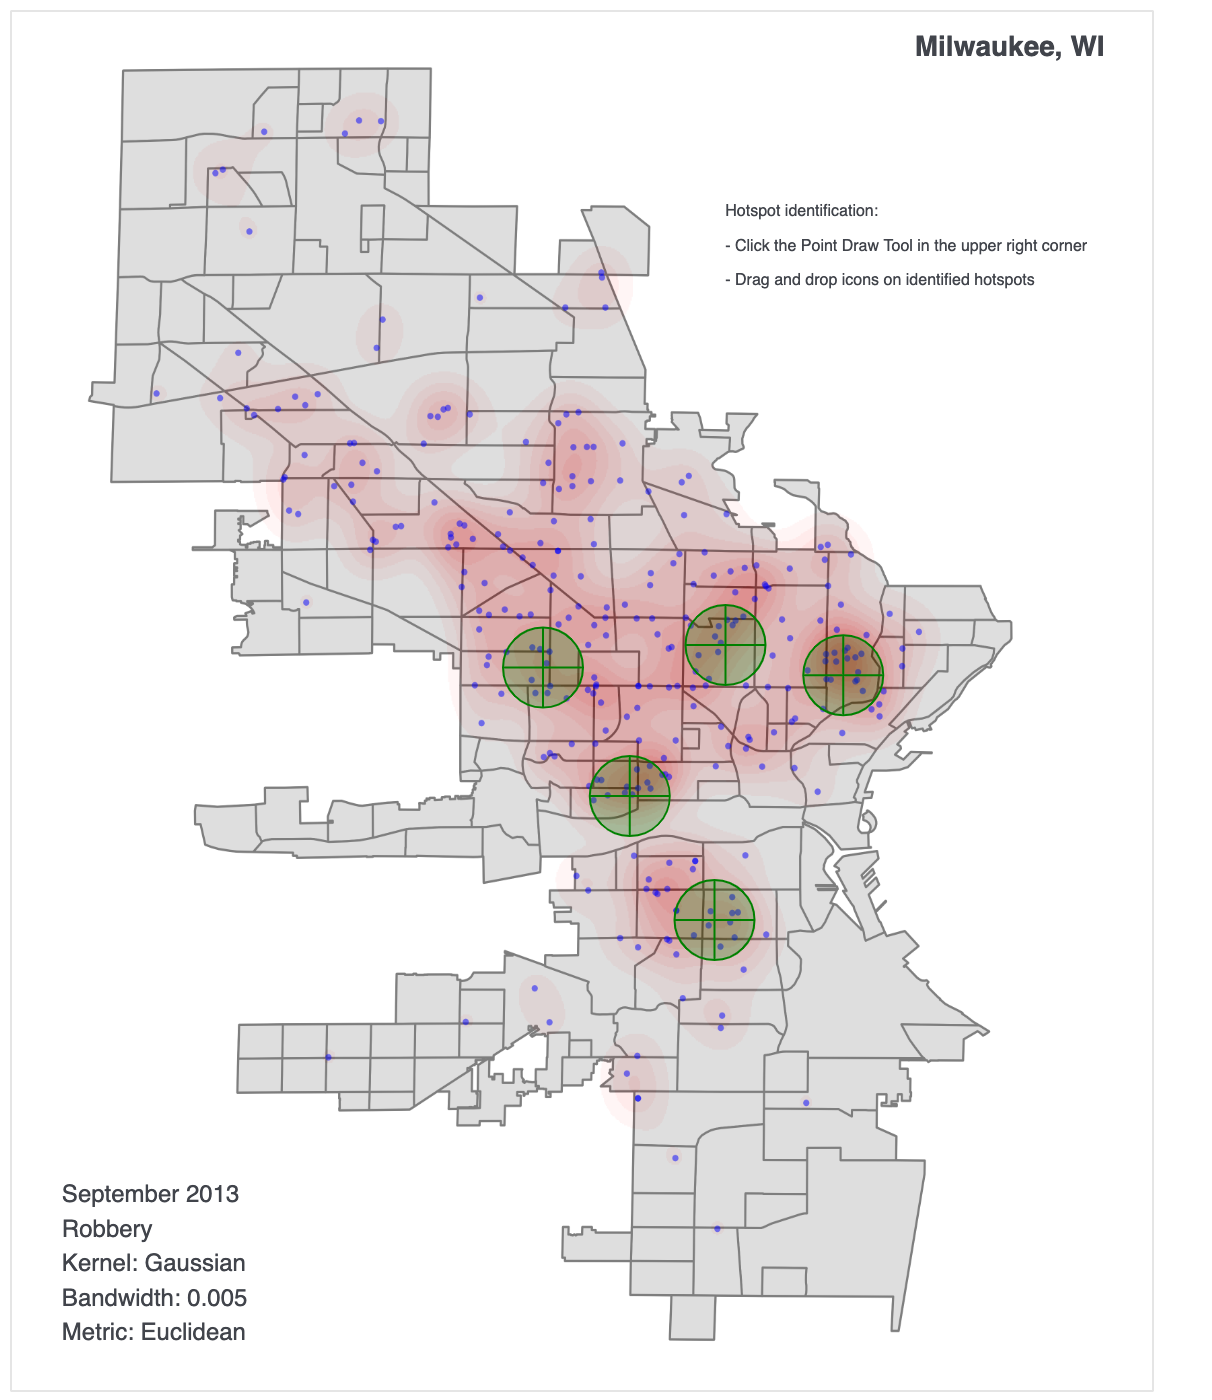 Milwaukee, WI
Hotspot identification:
- Click the Point Draw Tool in the upper right corner
- Drag and drop icons on identified hotspots
September 2013
Robbery
Kernel: Gaussian
Bandwidth: 0.005
Metric: Euclidean